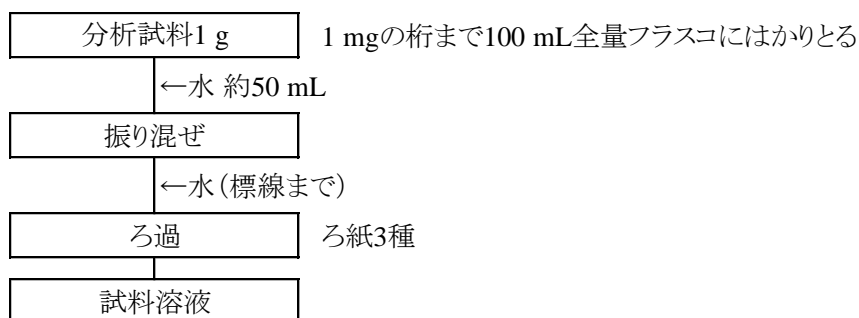 分析試料1 g 1 mgの桁まで100 mL全量フラスコにはかりとる
←水 約50 mL
振り混ぜ
←水(標線まで)
ろ過 ろ紙3種
試料溶液